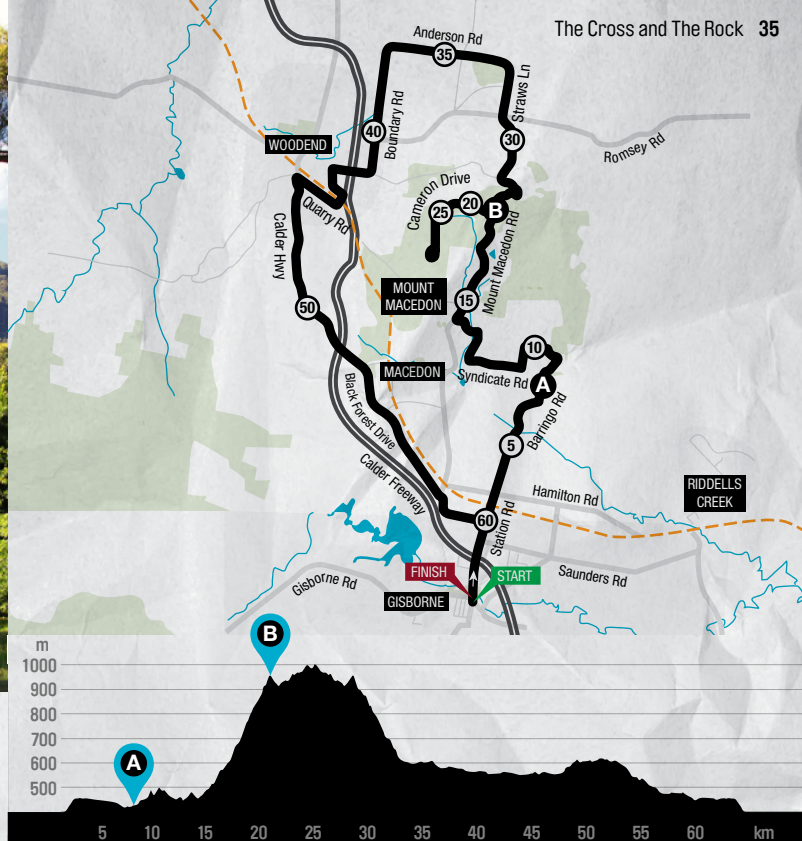 The Cross and The Rock 35
Anderson Rd
35
Straws Ln
40
Boundary Rd
30
WOODEND
Romsey Rd
Cameron Drive
25
20
B
Quarry Rd
Calder Hwy
Mount Macedon Rd
MOUNT
MACEDON
15
50
10
MACEDON
Syndicate Rd
A
Black Forest Drive
Barringo Rd
5
Calder Freeway
RIDDELLS
CREEK
Hamilton Rd
60
Station Rd
FINISH
START
Saunders Rd
Gisborne Rd
GISBORNE
m
1000
900
800
700
600
500
B
A
5 10 15 20 25 30 35 40 45 50 55 60 km